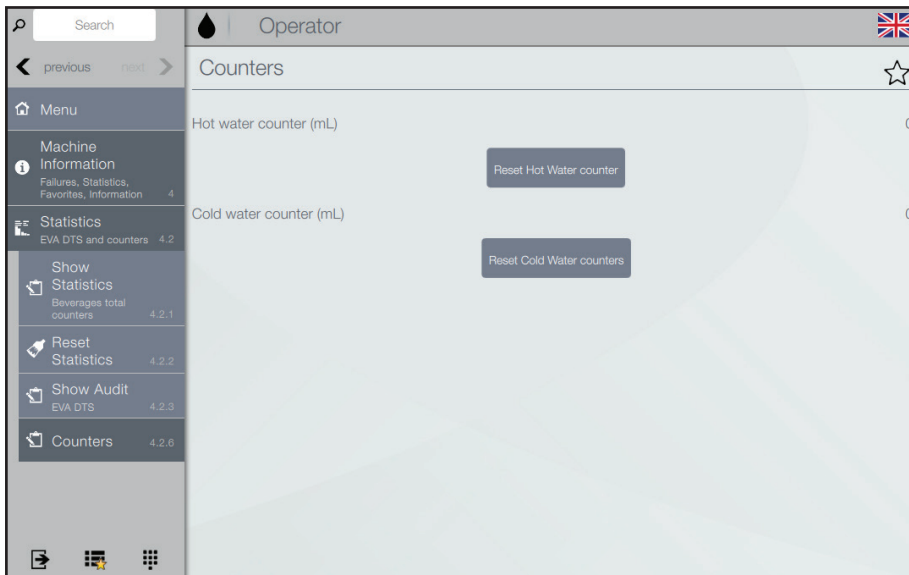 Search
Operator
previous
next
Counters
Menu
Machine
Information
Failures, Statistics,
Favorites, Information 4
Statistics
EVA DTS and counters 4.2
Show
Statistics
Beverages total
counters 4.2.1
Reset
Statistics 4.2.2
Show Audit
EVA DTS 4.2.3
Counters 4.2.6
Hot water counter (mL) 0
Reset Hot Water counter
Cold water counter (mL) 0
Reset Cold Water counters